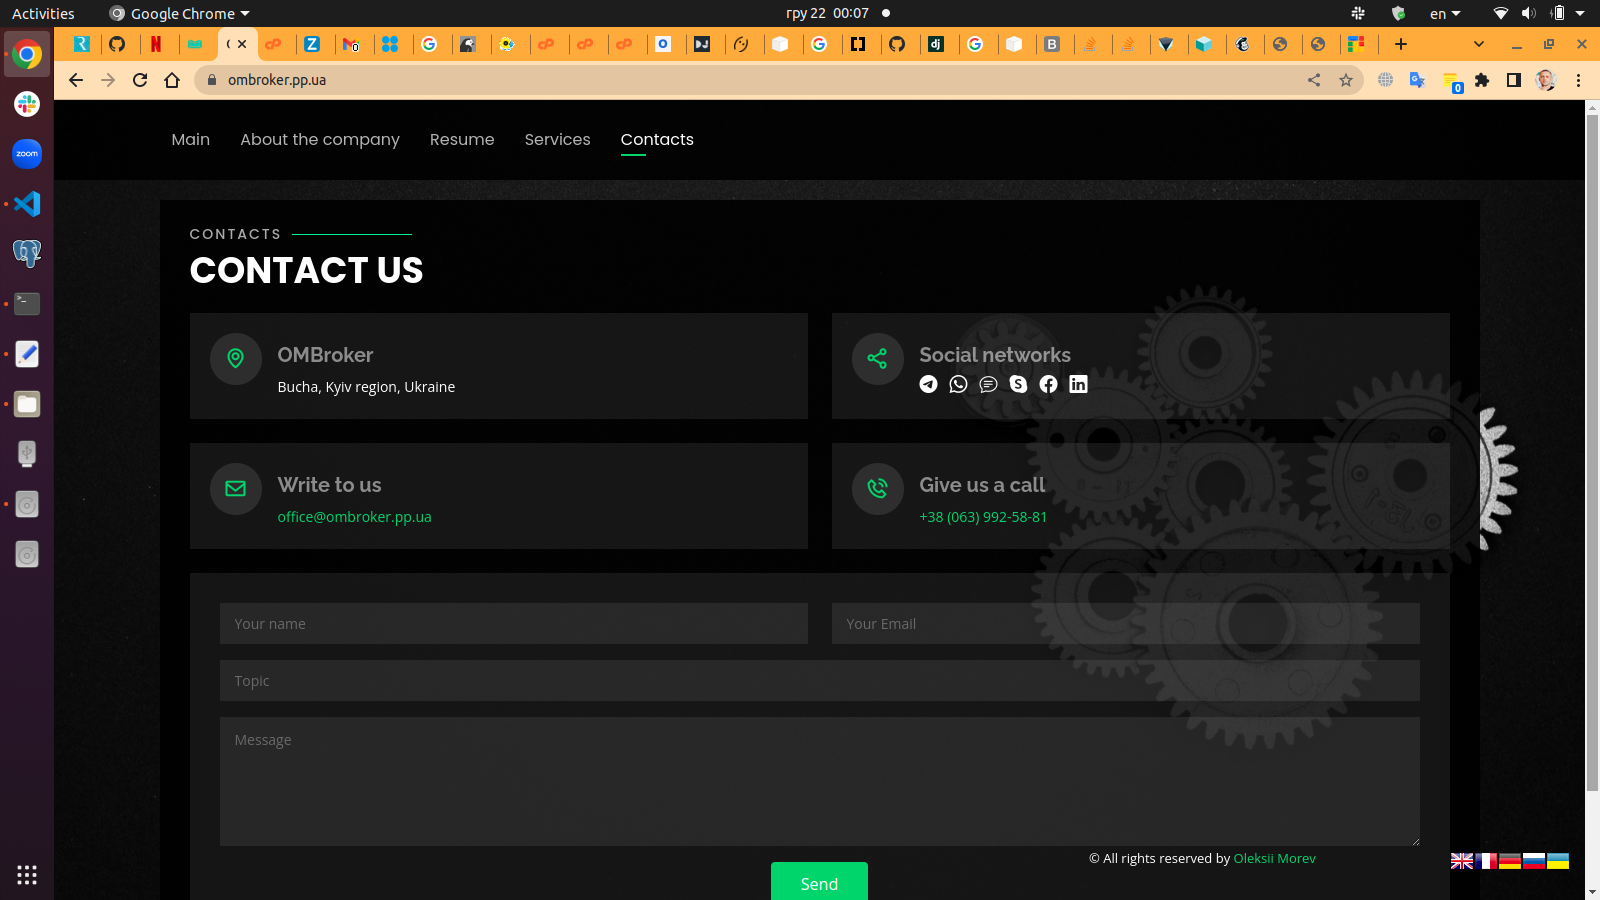 Activities
Google Chrome
гру 22 00:07
en
ombroker.pp.ua
0
zoom
Main
About the company
Resume
Services
Contacts
CONTACTS
CONTACT US
OMBroker
Bucha, Kyiv region, Ukraine
Social networks
Write to us
office@ombroker.pp.ua
Give us a call
+38 (063) 992-58-81
Your name
Your Email
Topic
Message
© All rights reserved by Oleksii Morev
Send